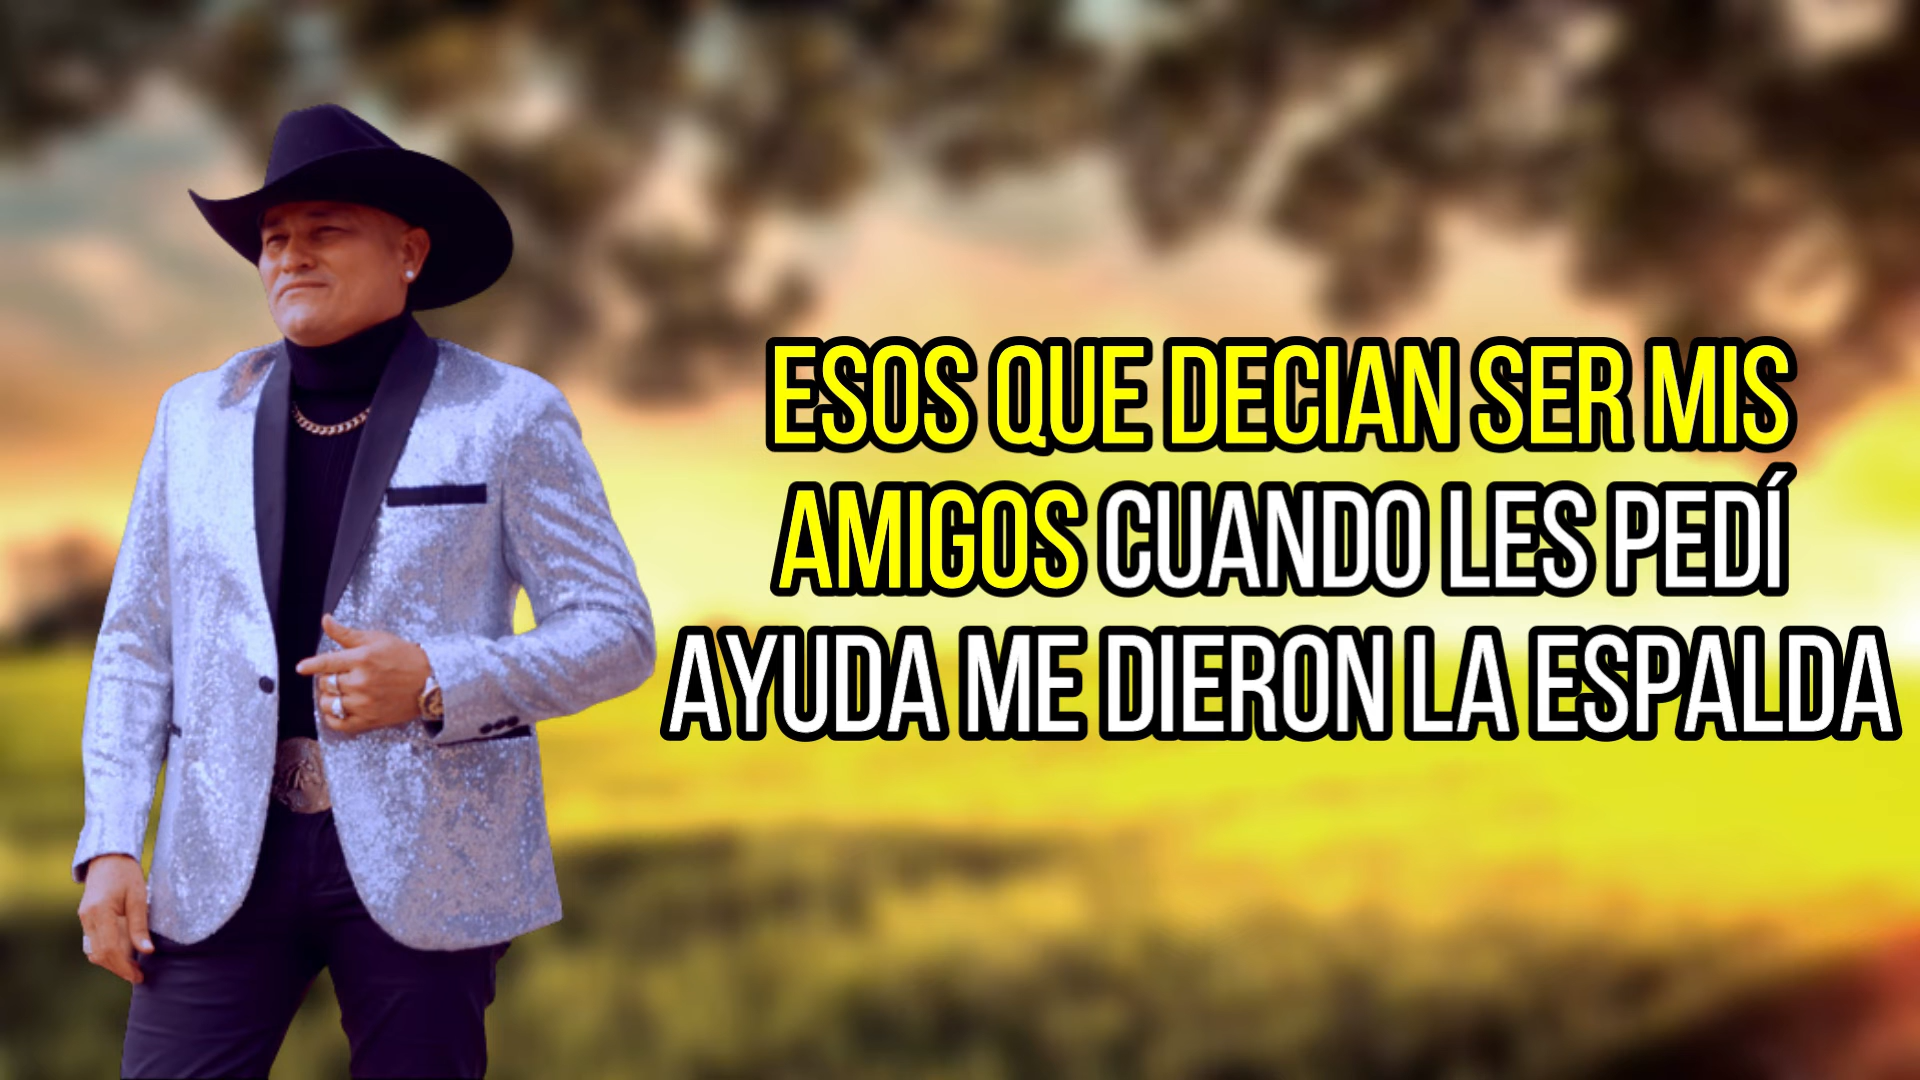 ESOS QUE DECIAN SER MIS
AMIGOS CUANDO LES PEDÍ
AYUDA ME DIERON LA ESPALDA